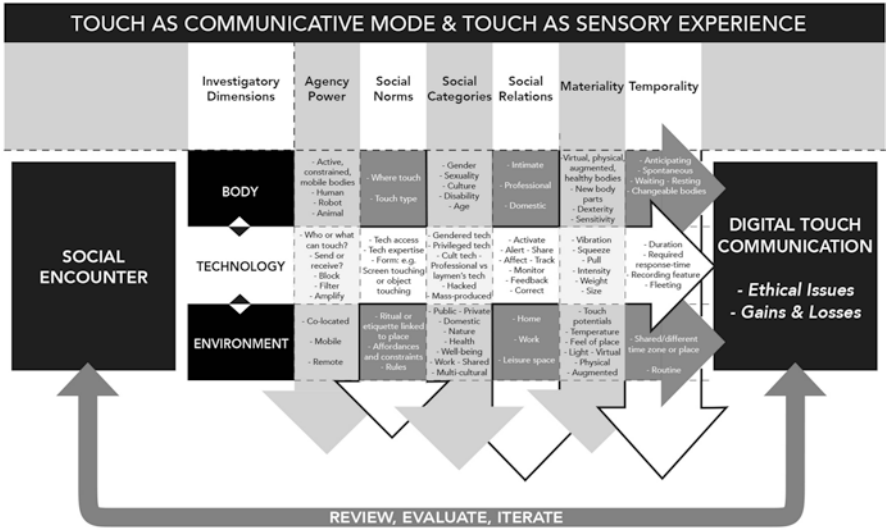 TOUCH AS COMMUNICATIVE MODE & TOUCH AS SENSORY EXPERIENCE
Investigatory
Dimensions
Agency
Power
Social
Norms
Social
Categories
Social
Relations
Materiality
Temporality
SOCIAL
ENCOUNTER
BODY
- Active,
constrained,
mobile bodies
- Human
- Robot
- Animal
- Where touch
- Touch type
- Gender
- Sexuality
- Culture
- Disability
- Age
- Intimate
- Professional
- Domestic
-Virtual, physical,
augmented,
healthy bodies
- New body
parts
- Dexterity
- Sensitivity
- Anticipating
- Spontaneous
- Waiting - Resting
- Changeable bodies
TECHNOLOGY
- Who or what
can touch?
- Send or
receive?
- Block
- Filter
- Amplify
- Tech access
- Tech expertise
- Form: e.g.
Screen touching
or object
touching
- Gendered tech
- Privileged tech
- Cult tech -
Professional vs
laymen's tech
- Hacked
- Mass-produced
- Activate
- Alert - Share
- Affect - Track
- Monitor
- Feedback
- Correct
- Vibration
- Squeeze
- Pull
- Intensity
- Weight
- Size
- Duration
- Required
response-time
- Recording feature
- Fleeting
ENVIRONMENT
- Co-located
- Mobile
- Remote
- Ritual or
etiquette linked
to place
- Affordances
and constraints
- Rules
- Public - Private
- Domestic
- Nature
- Health
- Well-being
- Work - Shared
- Multi-cultural
- Home
- Work
- Leisure space
- Touch
potentials
- Temperature
- Feel of place
- Light - Virtual
- Physical
- Augmented
- Shared/different
time zone or place
- Routine
DIGITAL TOUCH
COMMUNICATION
- Ethical Issues
- Gains & Losses
REVIEW, EVALUATE, ITERATE